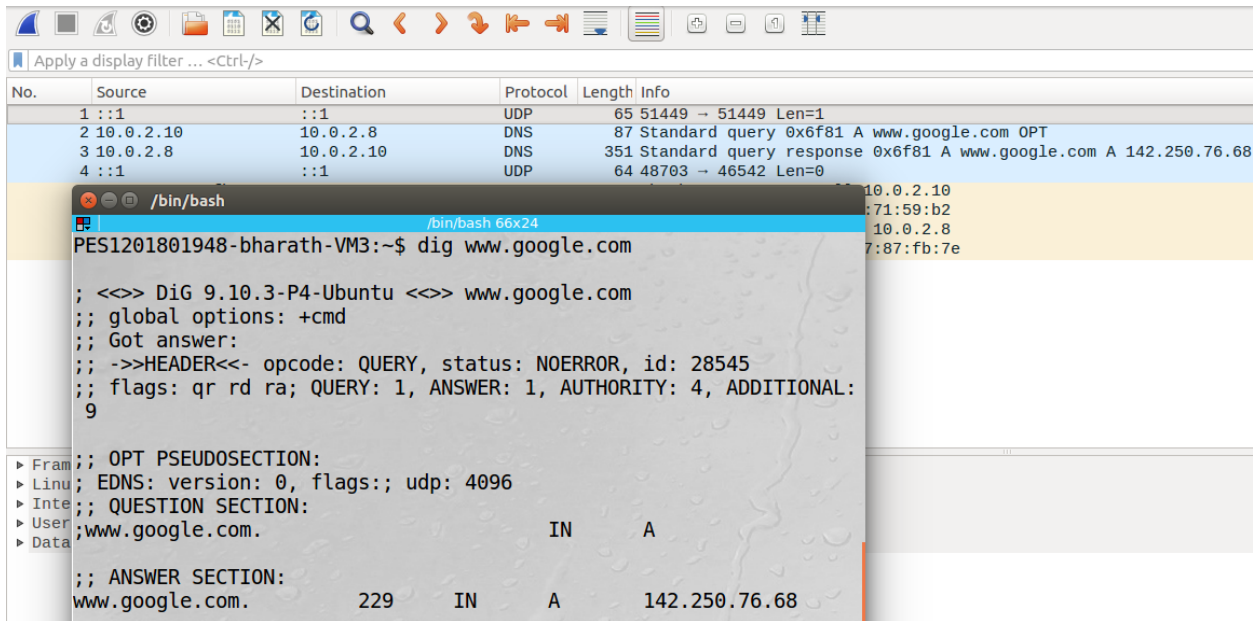 Apply a display filter ... <Ctrl-/>
No. Source Destination Protocol Length Info
1 ::1 ::1 UDP 65 51449 → 51449 Len=1
2 10.0.2.10 10.0.2.8 DNS 87 Standard query 0x6f81 A www.google.com OPT
3 10.0.2.8 10.0.2.10 DNS 351 Standard query response 0x6f81 A www.google.com A 142.250.76.68
4 ::1 ::1 UDP 64 48703 → 46542 Len=0
10.0.2.10
:71:59:b2
10.0.2.8
7:87:fb:7e
/bin/bash
/bin/bash 66x24
PES1201801948-bharath-VM3:~$ dig www.google.com
; <<>> DiG 9.10.3-P4-Ubuntu <<>> www.google.com
;; global options: +cmd
;; Got answer:
;; ->>HEADER<<- opcode: QUERY, status: NOERROR, id: 28545
;; flags: qr rd ra; QUERY: 1, ANSWER: 1, AUTHORITY: 4, ADDITIONAL:
9
;; OPT PSEUDOSECTION:
; EDNS: version: 0, flags:; udp: 4096
;; QUESTION SECTION:
;www.google.com. IN A
;; ANSWER SECTION:
www.google.com. 229 IN A 142.250.76.68
Fram
Linu
Inte
User
Data